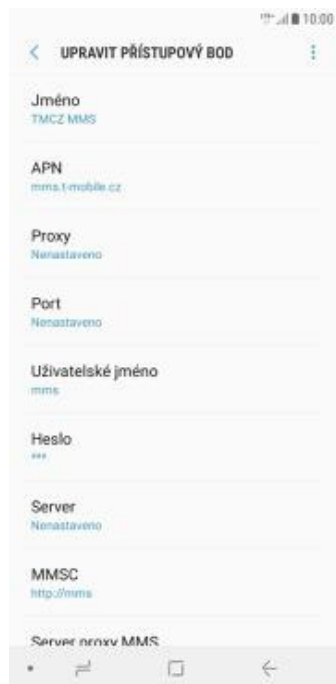 10:00
UPRAVIT PŘÍSTUPOVÝ BOD
Jméno
TMCZ MMS
APN
mms.t-mobile.cz
Proxy
Nenastaveno
Port
Nenastaveno
Uživatelské jméno
mms
Heslo
***
Server
Nenastaveno
MMSC
http://mms
Server proxy MMS